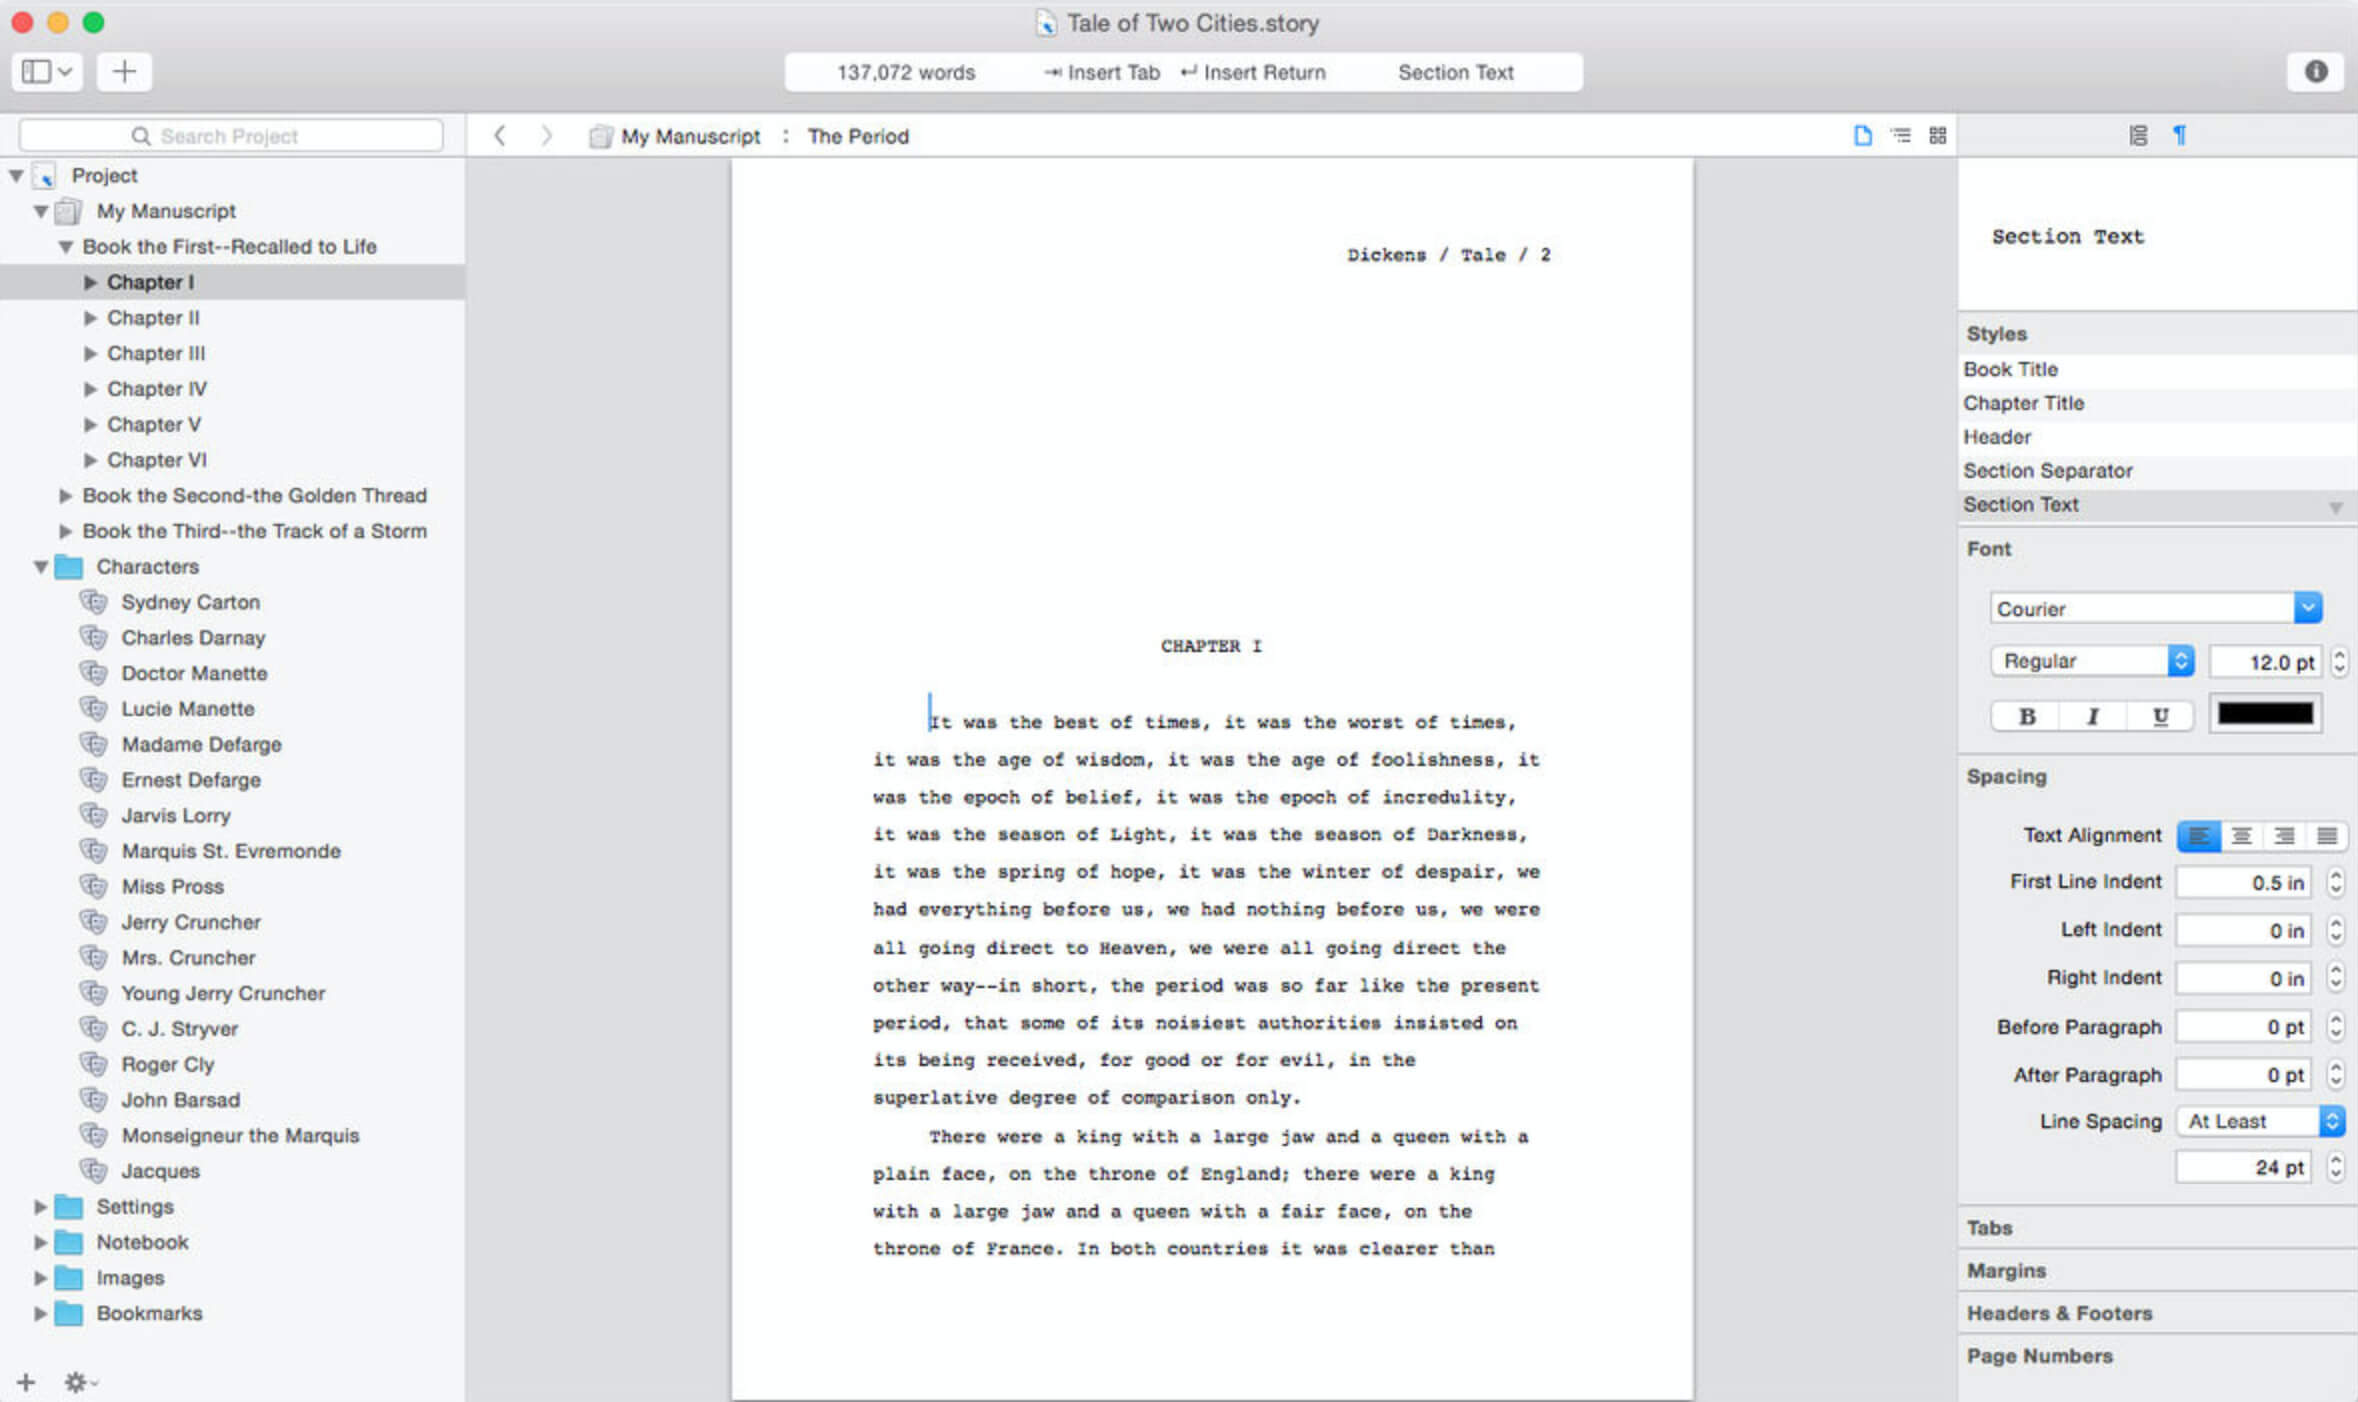 Tale of Two Cities.story
137,072 words Insert Tab Insert Return Section Text
Search Project
My Manuscript : The Period
Project
My Manuscript
Book the First--Recalled to Life
Chapter I
Chapter II
Chapter III
Chapter IV
Chapter V
Chapter VI
Book the Second-the Golden Thread
Book the Third--the Track of a Storm
Characters
Sydney Carton
Charles Darnay
Doctor Manette
Lucie Manette
Madame Defarge
Ernest Defarge
Jarvis Lorry
Marquis St. Evremonde
Miss Pross
Jerry Cruncher
Mrs. Cruncher
Young Jerry Cruncher
C. J. Stryver
Roger Cly
John Barsad
Monseigneur the Marquis
Jacques
Settings
Notebook
Images
Bookmarks
Dickens / Tale / 2
CHAPTER I
It was the best of times, it was the worst of times,
it was the age of wisdom, it was the age of foolishness, it
was the epoch of belief, it was the epoch of incredulity,
it was the season of Light, it was the season of Darkness,
it was the spring of hope, it was the winter of despair, we
had everything before us, we had nothing before us, we were
all going direct to Heaven, we were all going direct the
other way--in short, the period was so far like the present
period, that some of its noisiest authorities insisted on
its being received, for good or for evil, in the
superlative degree of comparison only.
There were a king with a large jaw and a queen with a
plain face, on the throne of England; there were a king
with a large jaw and a queen with a fair face, on the
throne of France. In both countries it was clearer than
Section Text
Styles
Book Title
Chapter Title
Header
Section Separator
Section Text
Font
Courier
Regular 12.0 pt
B I U
Spacing
Text Alignment
First Line Indent 0.5 in
Left Indent 0 in
Right Indent 0 in
Before Paragraph 0 pt
After Paragraph 0 pt
Line Spacing At Least
24 pt
Tabs
Margins
Headers & Footers
Page Numbers